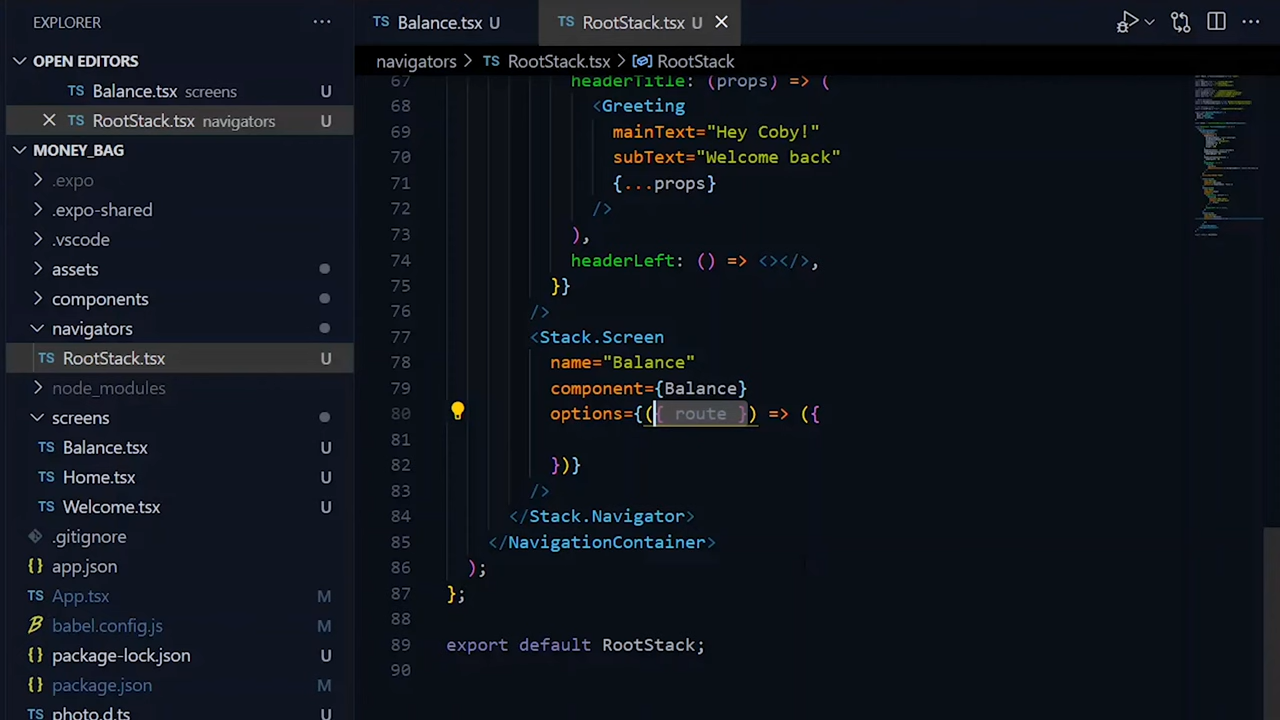 EXPLORER ...
OPEN EDITORS
TS Balance.tsx screens U
TS RootStack.tsx navigators U
MONEY_BAG
.expo
.expo-shared
.vscode
assets
components
navigators
TS RootStack.tsx U
node_modules
screens
TS Balance.tsx U
TS Home.tsx U
TS Welcome.tsx U
.gitignore
{} app.json
TS App.tsx M
babel.config.js M
{} package-lock.json U
{} package.json M
TS photo.d.ts U
TS Balance.tsx U
TS RootStack.tsx U
navigators > TS RootStack.tsx > RootStack
67 headerTitle: (props) => (
68 <Greeting
69 mainText="Hey Coby!"
70 subText="Welcome back"
71 {...props}
72 />
73 ),
74 headerLeft: () => <></>,
75 }}
76 />
77 <Stack.Screen
78 name="Balance"
79 component={Balance}
80 options={({ route }) => ({
81
82 })}
83 />
84 </Stack.Navigator>
85 </NavigationContainer>
86 );
87 };
88
89 export default RootStack;
90